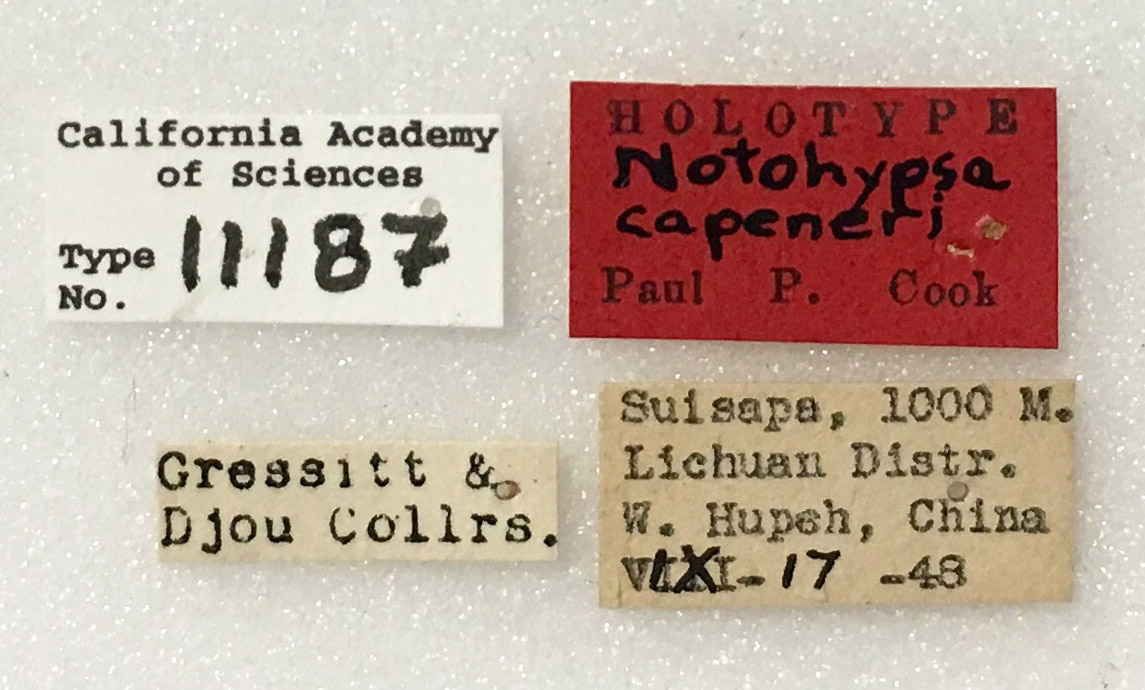 California Academy
of Sciences
Type
No. 11187
HOLOTYPE
Notohypsa
capeneri
Paul P. Cook
Gressitt &
Djou Collrs.
Suisapa, 1000 M.
Lichuan Distr.
W. Hupeh, China
IX-17 -48